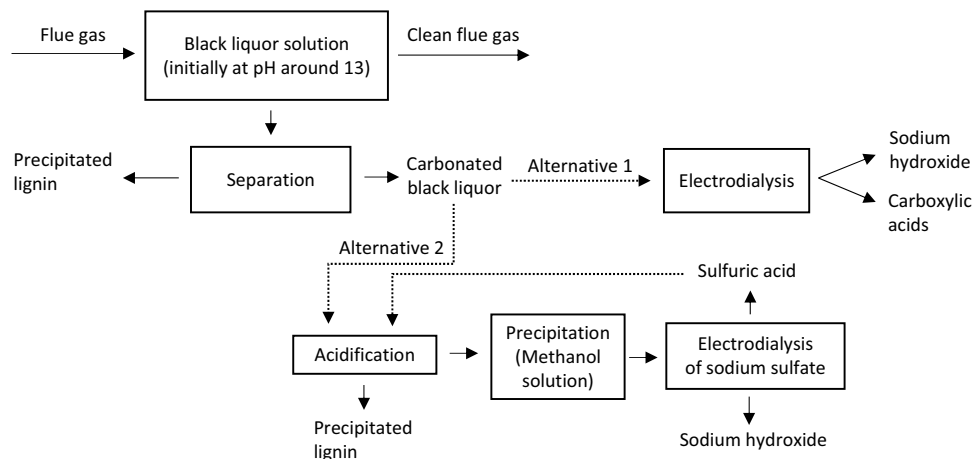 Flue gas
Black liquor solution
(initially at pH around 13)
Clean flue gas
Precipitated
lignin
Separation
Carbonated
black liquor
Alternative 1
Electrodialysis
Sodium
hydroxide
Carboxylic
acids
Alternative 2
Sulfuric acid
Acidification
Precipitation
(Methanol
solution)
Electrodialysis
of sodium sulfate
Precipitated
lignin
Sodium hydroxide